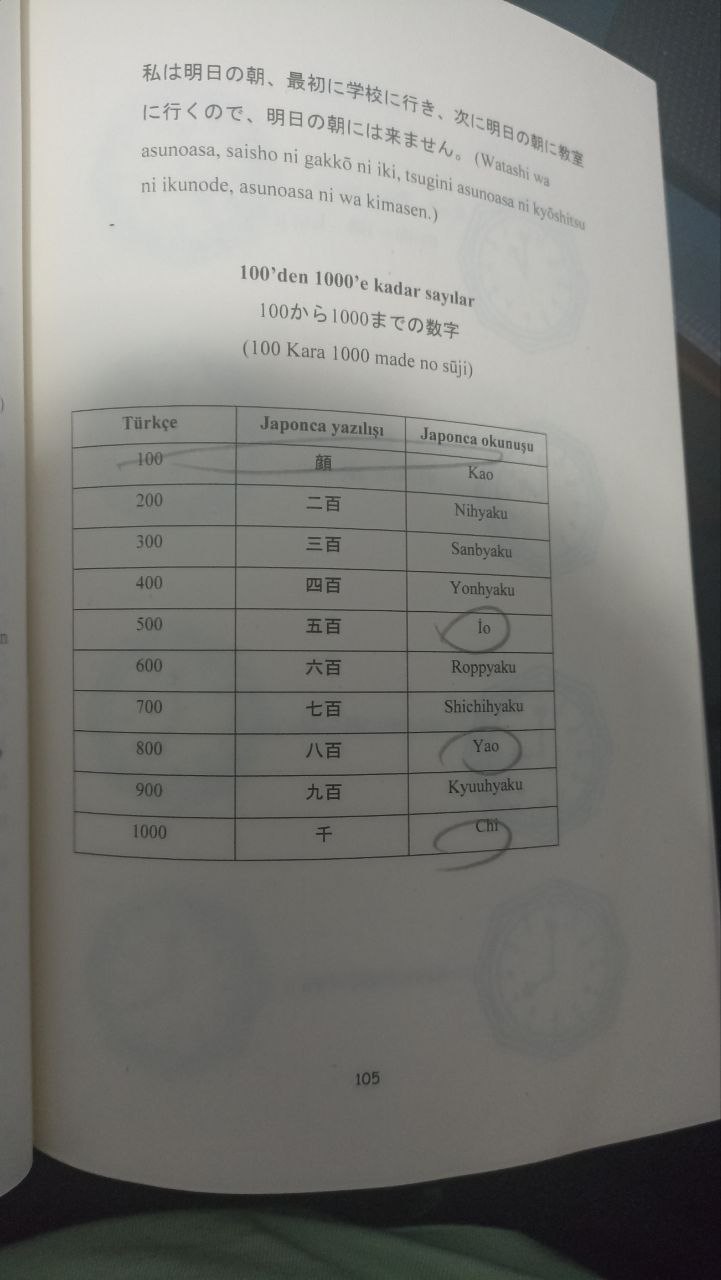 私は明日の朝、最初に学校に行き、次に明日の朝に教室
に行くので、明日の朝には来ません。(Watashi wa
asunoasa, saisho ni gakkō ni iki, tsugini asunoasa ni kyōshitsu
ni ikunode, asunoasa ni wa kimasen.)
100’den 1000’e kadar sayılar
100から1000までの数字
(100 Kara 1000 made no sūji)
Türkçe Japonca yazılışı Japonca okunuşu
100 顔 Kao
200 二百 Nihyaku
300 三百 Sanbyaku
400 四百 Yonhyaku
500 五百 İo
600 六百 Roppyaku
700 七百 Shichihyaku
800 八百 Yao
900 九百 Kyuuhyaku
1000 千 Chi
105